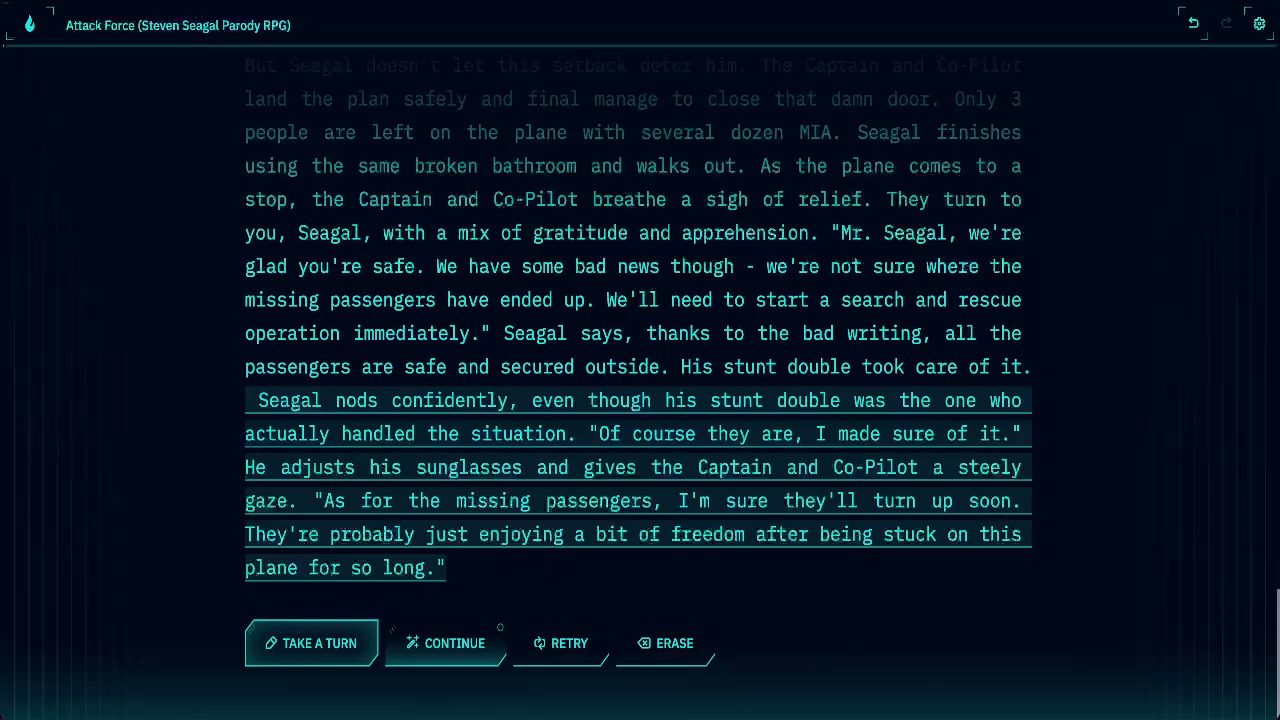 Attack Force (Steven Seagal Parody RPG)
But Seagal doesn't let this setback deter him. The Captain and Co-Pilot
land the plan safely and final manage to close that damn door. Only 3
people are left on the plane with several dozen MIA. Seagal finishes
using the same broken bathroom and walks out. As the plane comes to a
stop, the Captain and Co-Pilot breathe a sigh of relief. They turn to
you, Seagal, with a mix of gratitude and apprehension. "Mr. Seagal, we're
glad you're safe. We have some bad news though - we're not sure where the
missing passengers have ended up. We'll need to start a search and rescue
operation immediately." Seagal says, thanks to the bad writing, all the
passengers are safe and secured outside. His stunt double took care of it.
Seagal nods confidently, even though his stunt double was the one who
actually handled the situation. "Of course they are, I made sure of it."
He adjusts his sunglasses and gives the Captain and Co-Pilot a steely
gaze. "As for the missing passengers, I'm sure they'll turn up soon.
They're probably just enjoying a bit of freedom after being stuck on this
plane for so long."
TAKE A TURN
CONTINUE
RETRY
ERASE